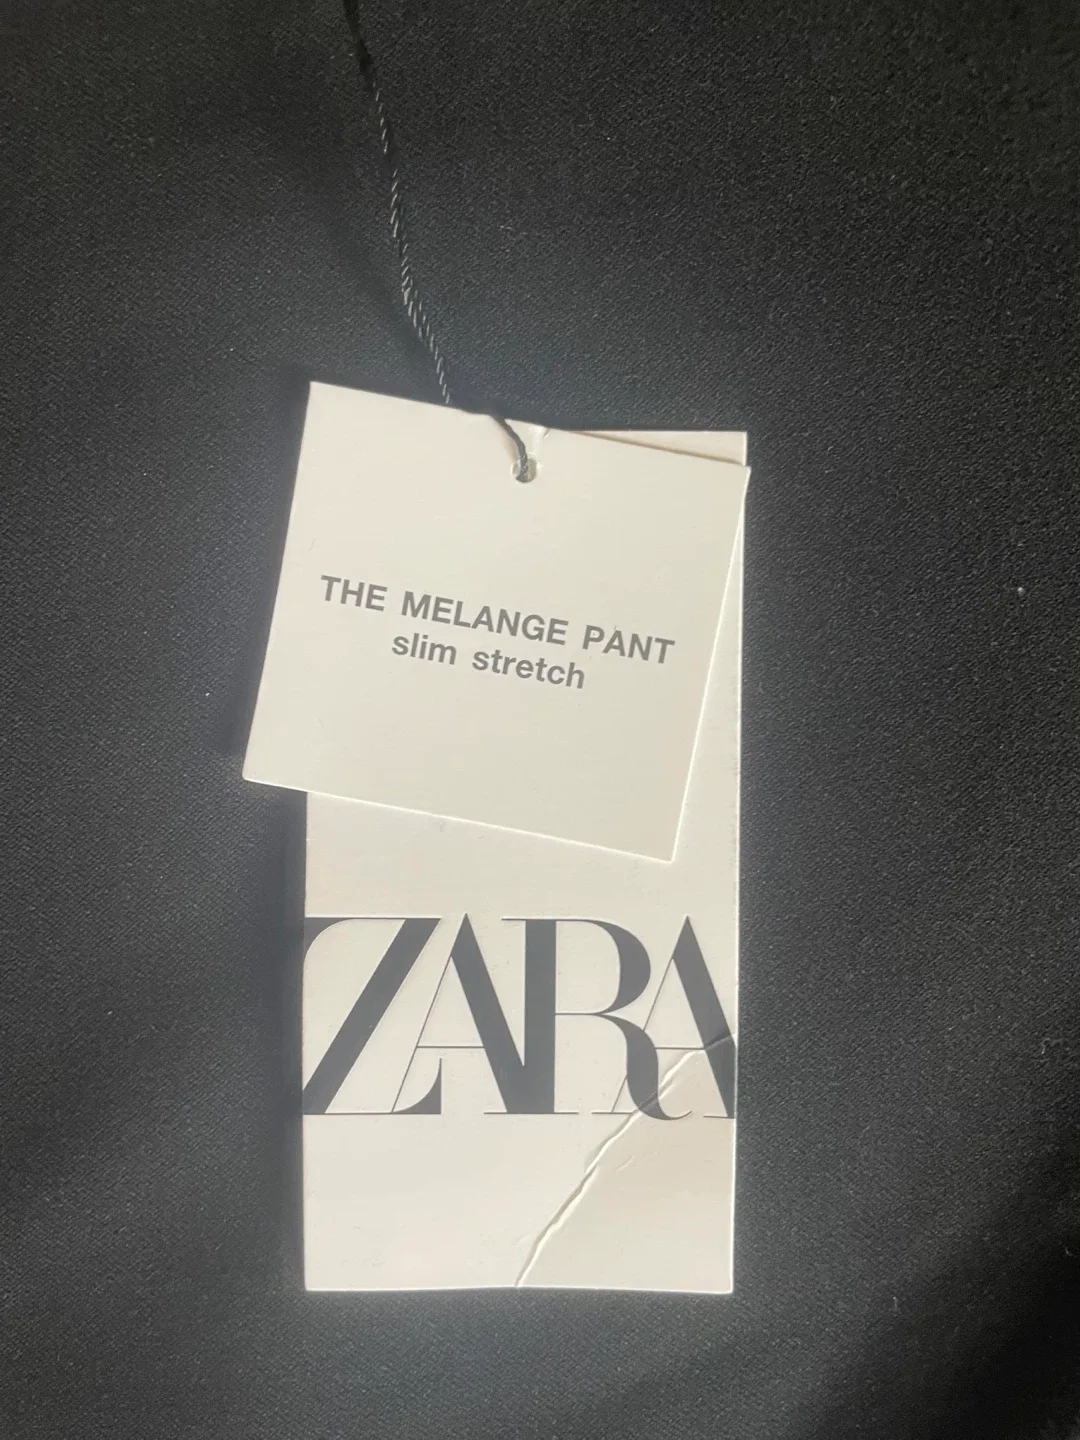 THE MELANGE PANT
slim stretch
ZARA